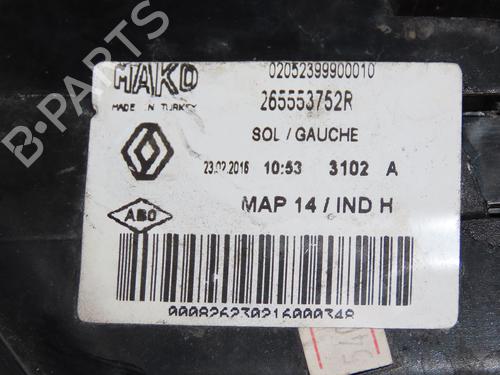 MAKO
MADE IN TURKEY
02052399900010
265553752R
SOL / GAUCHE
23.02.2016 10:53 3102 A
MAP 14 / IND H
ABO
000826230216000348
B-PARTS